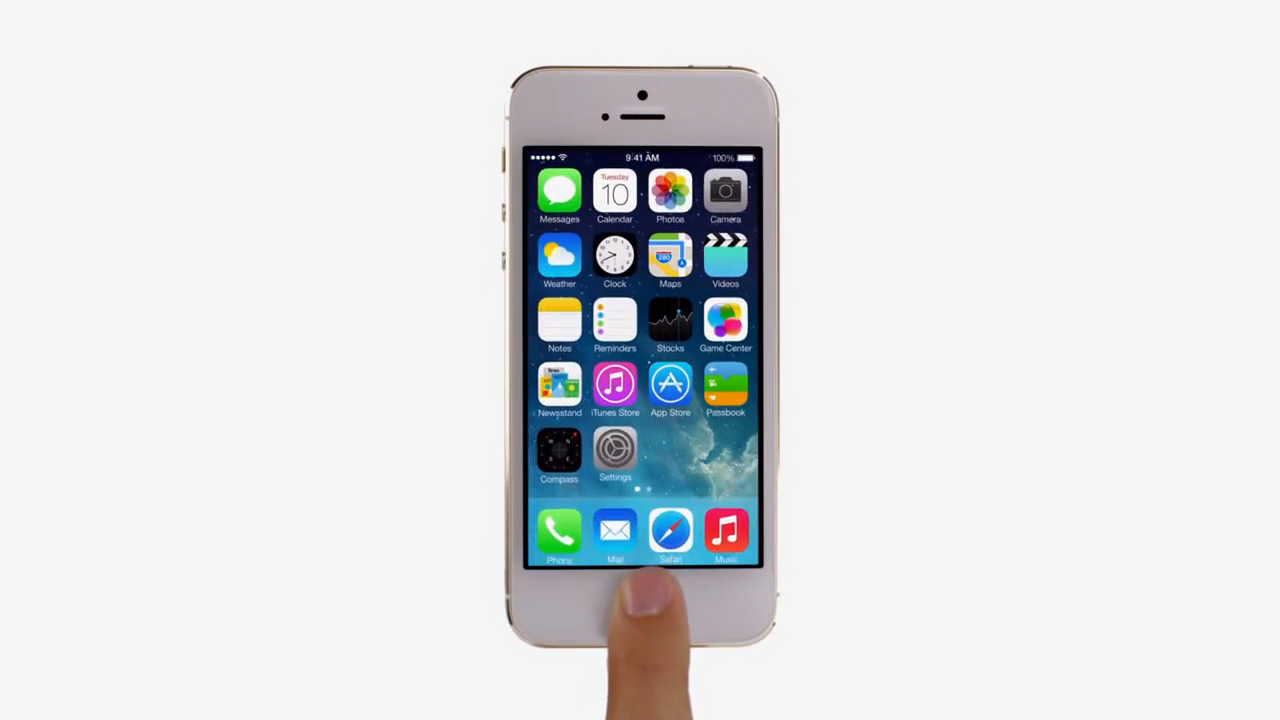 9:41 AM 100%
Tuesday
10
Messages Calendar Photos Camera
280
Weather Clock Maps Videos
Notes Reminders Stocks Game Center
Newsstand iTunes Store App Store Passbook
N
W E
S
Compass Settings
Phone Mail Safari Music